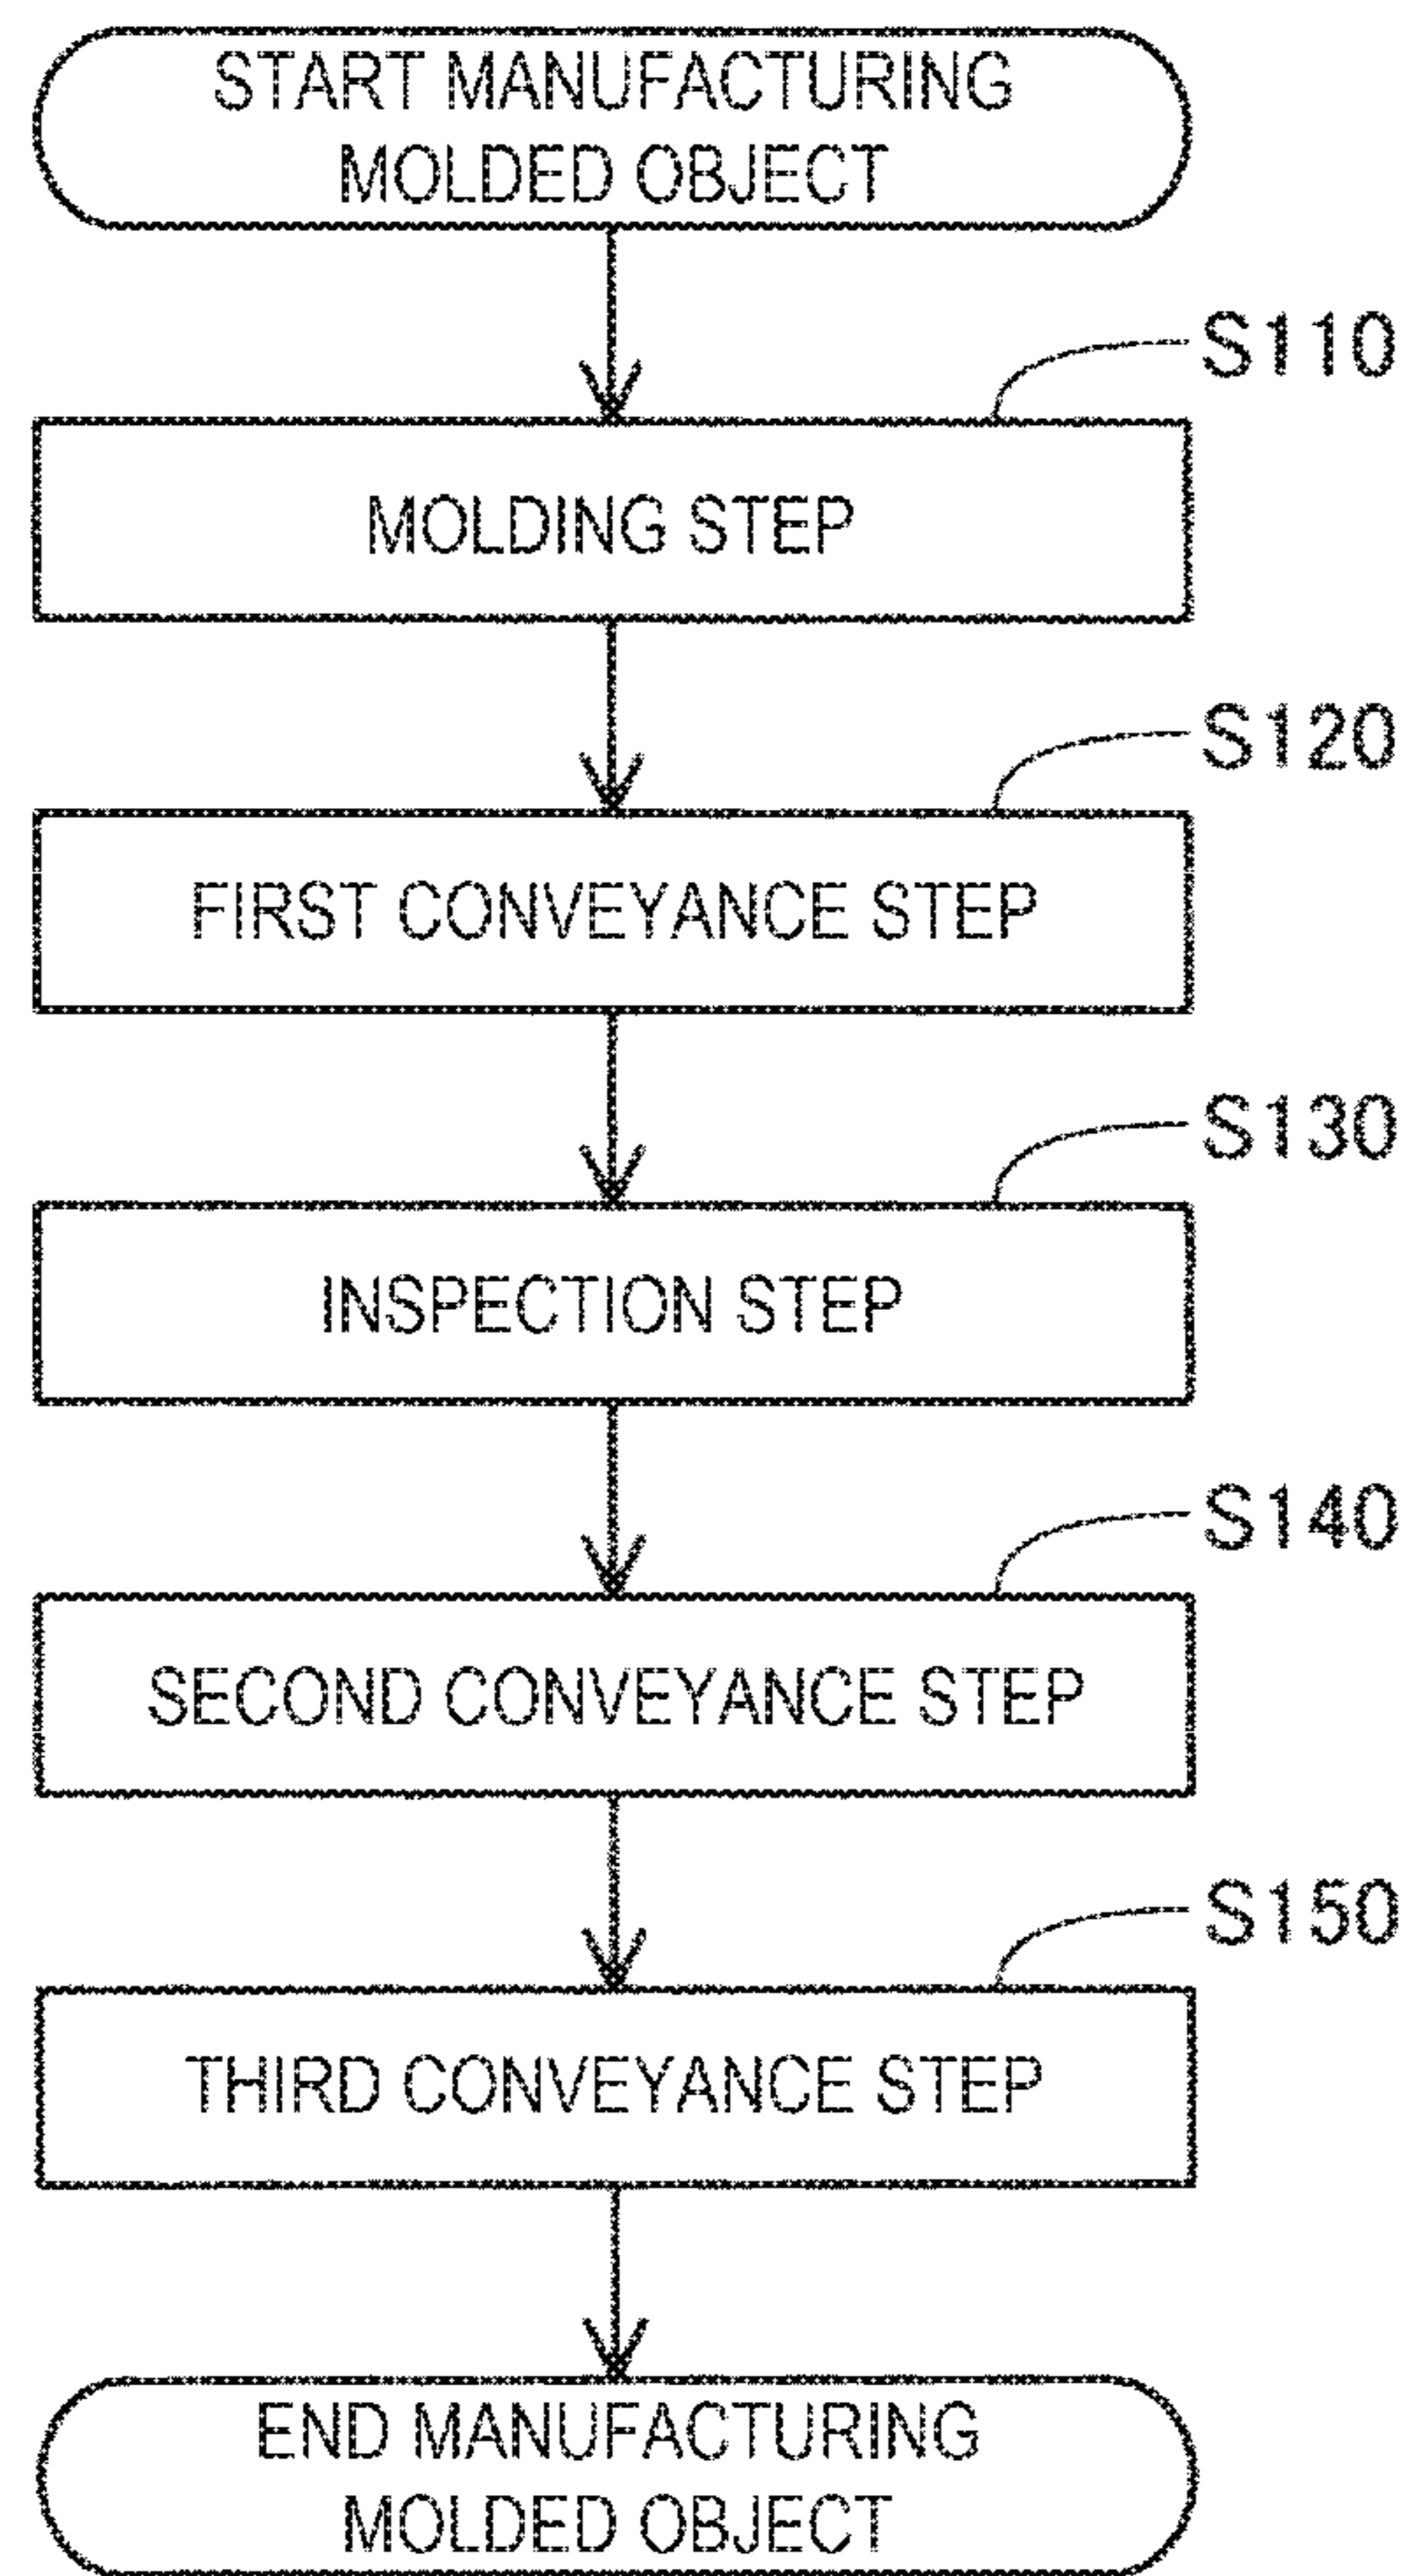 START MANUFACTURING
MOLDED OBJECT
S110
MOLDING STEP
S120
FIRST CONVEYANCE STEP
S130
INSPECTION STEP
S140
SECOND CONVEYANCE STEP
S150
THIRD CONVEYANCE STEP
END MANUFACTURING
MOLDED OBJECT